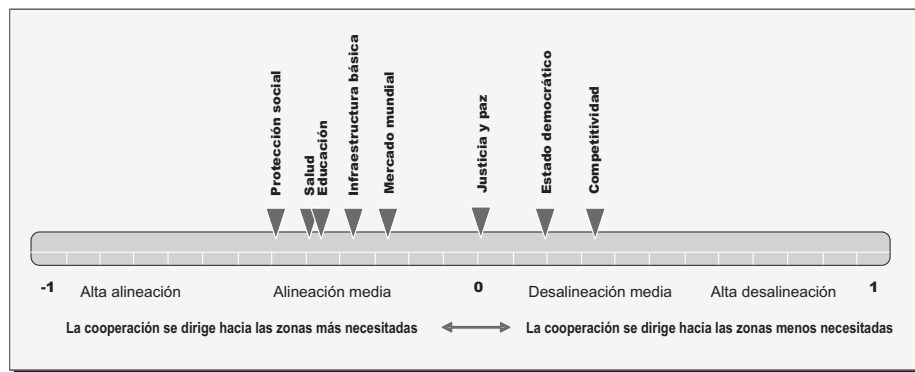 Protección social
Salud
Educación
Infraestructura básica
Mercado mundial
Justicia y paz
Estado democrático
Competitividad
-1 Alta alineación Alineación media 0 Desalineación media Alta desalineación 1
La cooperación se dirige hacia las zonas más necesitadas La cooperación se dirige hacia las zonas menos necesitadas